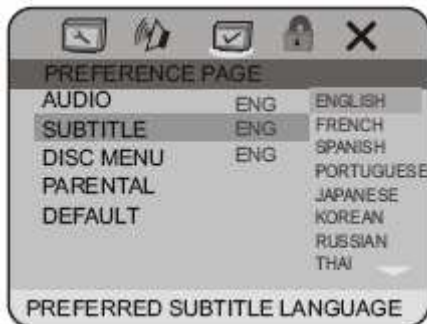 PREFERENCE PAGE
AUDIO ENG ENGLISH
SUBTITLE ENG FRENCH
DISC MENU ENG SPANISH
PARENTAL PORTUGUESE
DEFAULT JAPANESE
KOREAN
RUSSIAN
THAI
PREFERRED SUBTITLE LANGUAGE